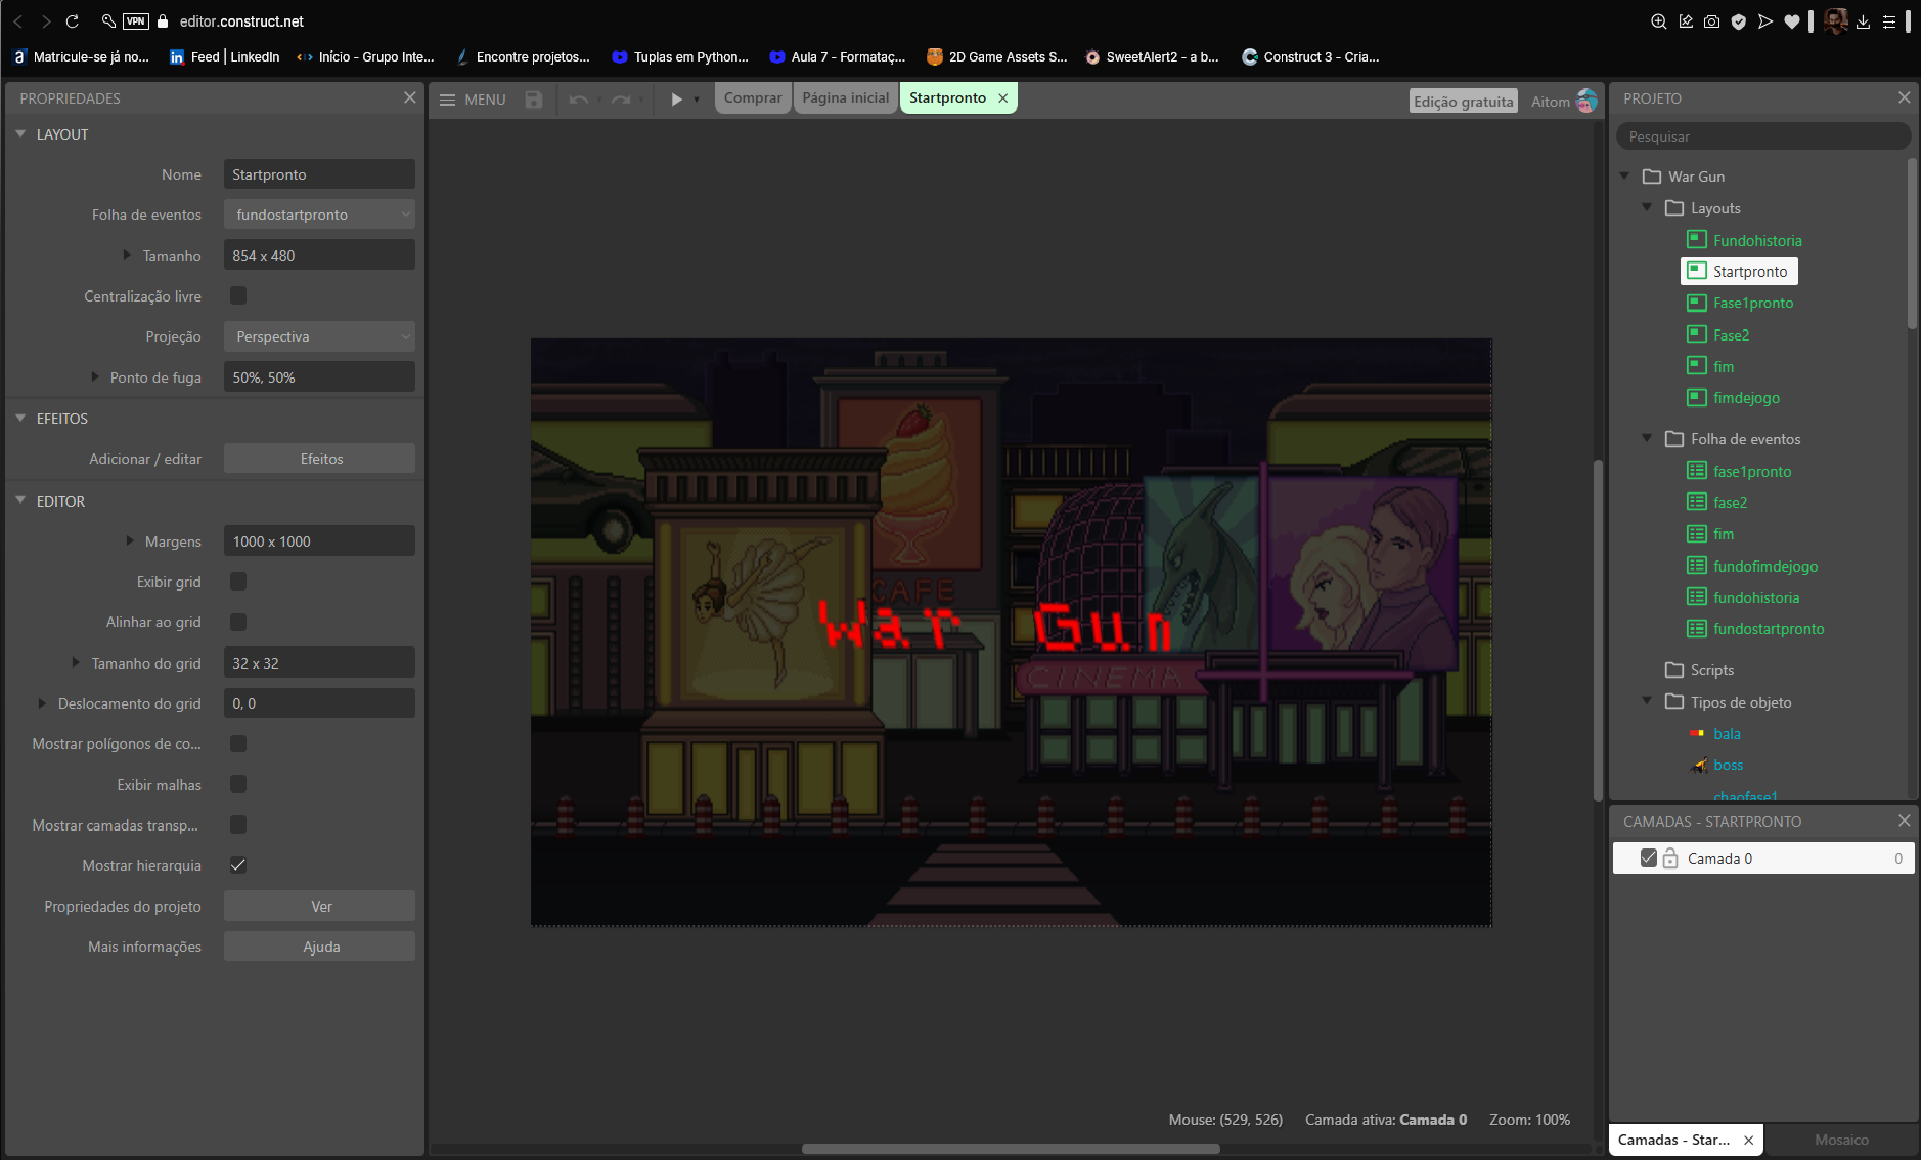 VPN editor.construct.net
Matricule-se já no... Feed | LinkedIn Início - Grupo Inte... Encontre projetos... Tuplas em Python... Aula 7 - Formataç... 2D Game Assets S... SweetAlert2 - a b... Construct 3 - Cria...
PROPRIEDADES
LAYOUT
Nome Startpronto
Folha de eventos fundostartpronto
Tamanho 854 x 480
Centralização livre
Projeção Perspectiva
Ponto de fuga 50%, 50%
EFEITOS
Adicionar / editar Efeitos
EDITOR
Margens 1000 x 1000
Exibir grid
Alinhar ao grid
Tamanho do grid 32 x 32
Deslocamento do grid 0, 0
Mostrar polígonos de co...
Exibir malhas
Mostrar camadas transp...
Mostrar hierarquia
Propriedades do projeto Ver
Mais informações Ajuda
MENU Comprar Página inicial Startpronto Edição gratuita Aitom
CAFE
War Gun
CINEMA
Mouse: (529, 526) Camada ativa: Camada 0 Zoom: 100%
PROJETO
Pesquisar
War Gun
Layouts
Fundohistoria
Startpronto
Fase1pronto
Fase2
fim
fimdejogo
Folha de eventos
fase1pronto
fase2
fim
fundofimdejogo
fundohistoria
fundostartpronto
Scripts
Tipos de objeto
bala
boss
chaofase1
CAMADAS - STARTPRONTO
Camada 0 0
Camadas - Star... Mosaico